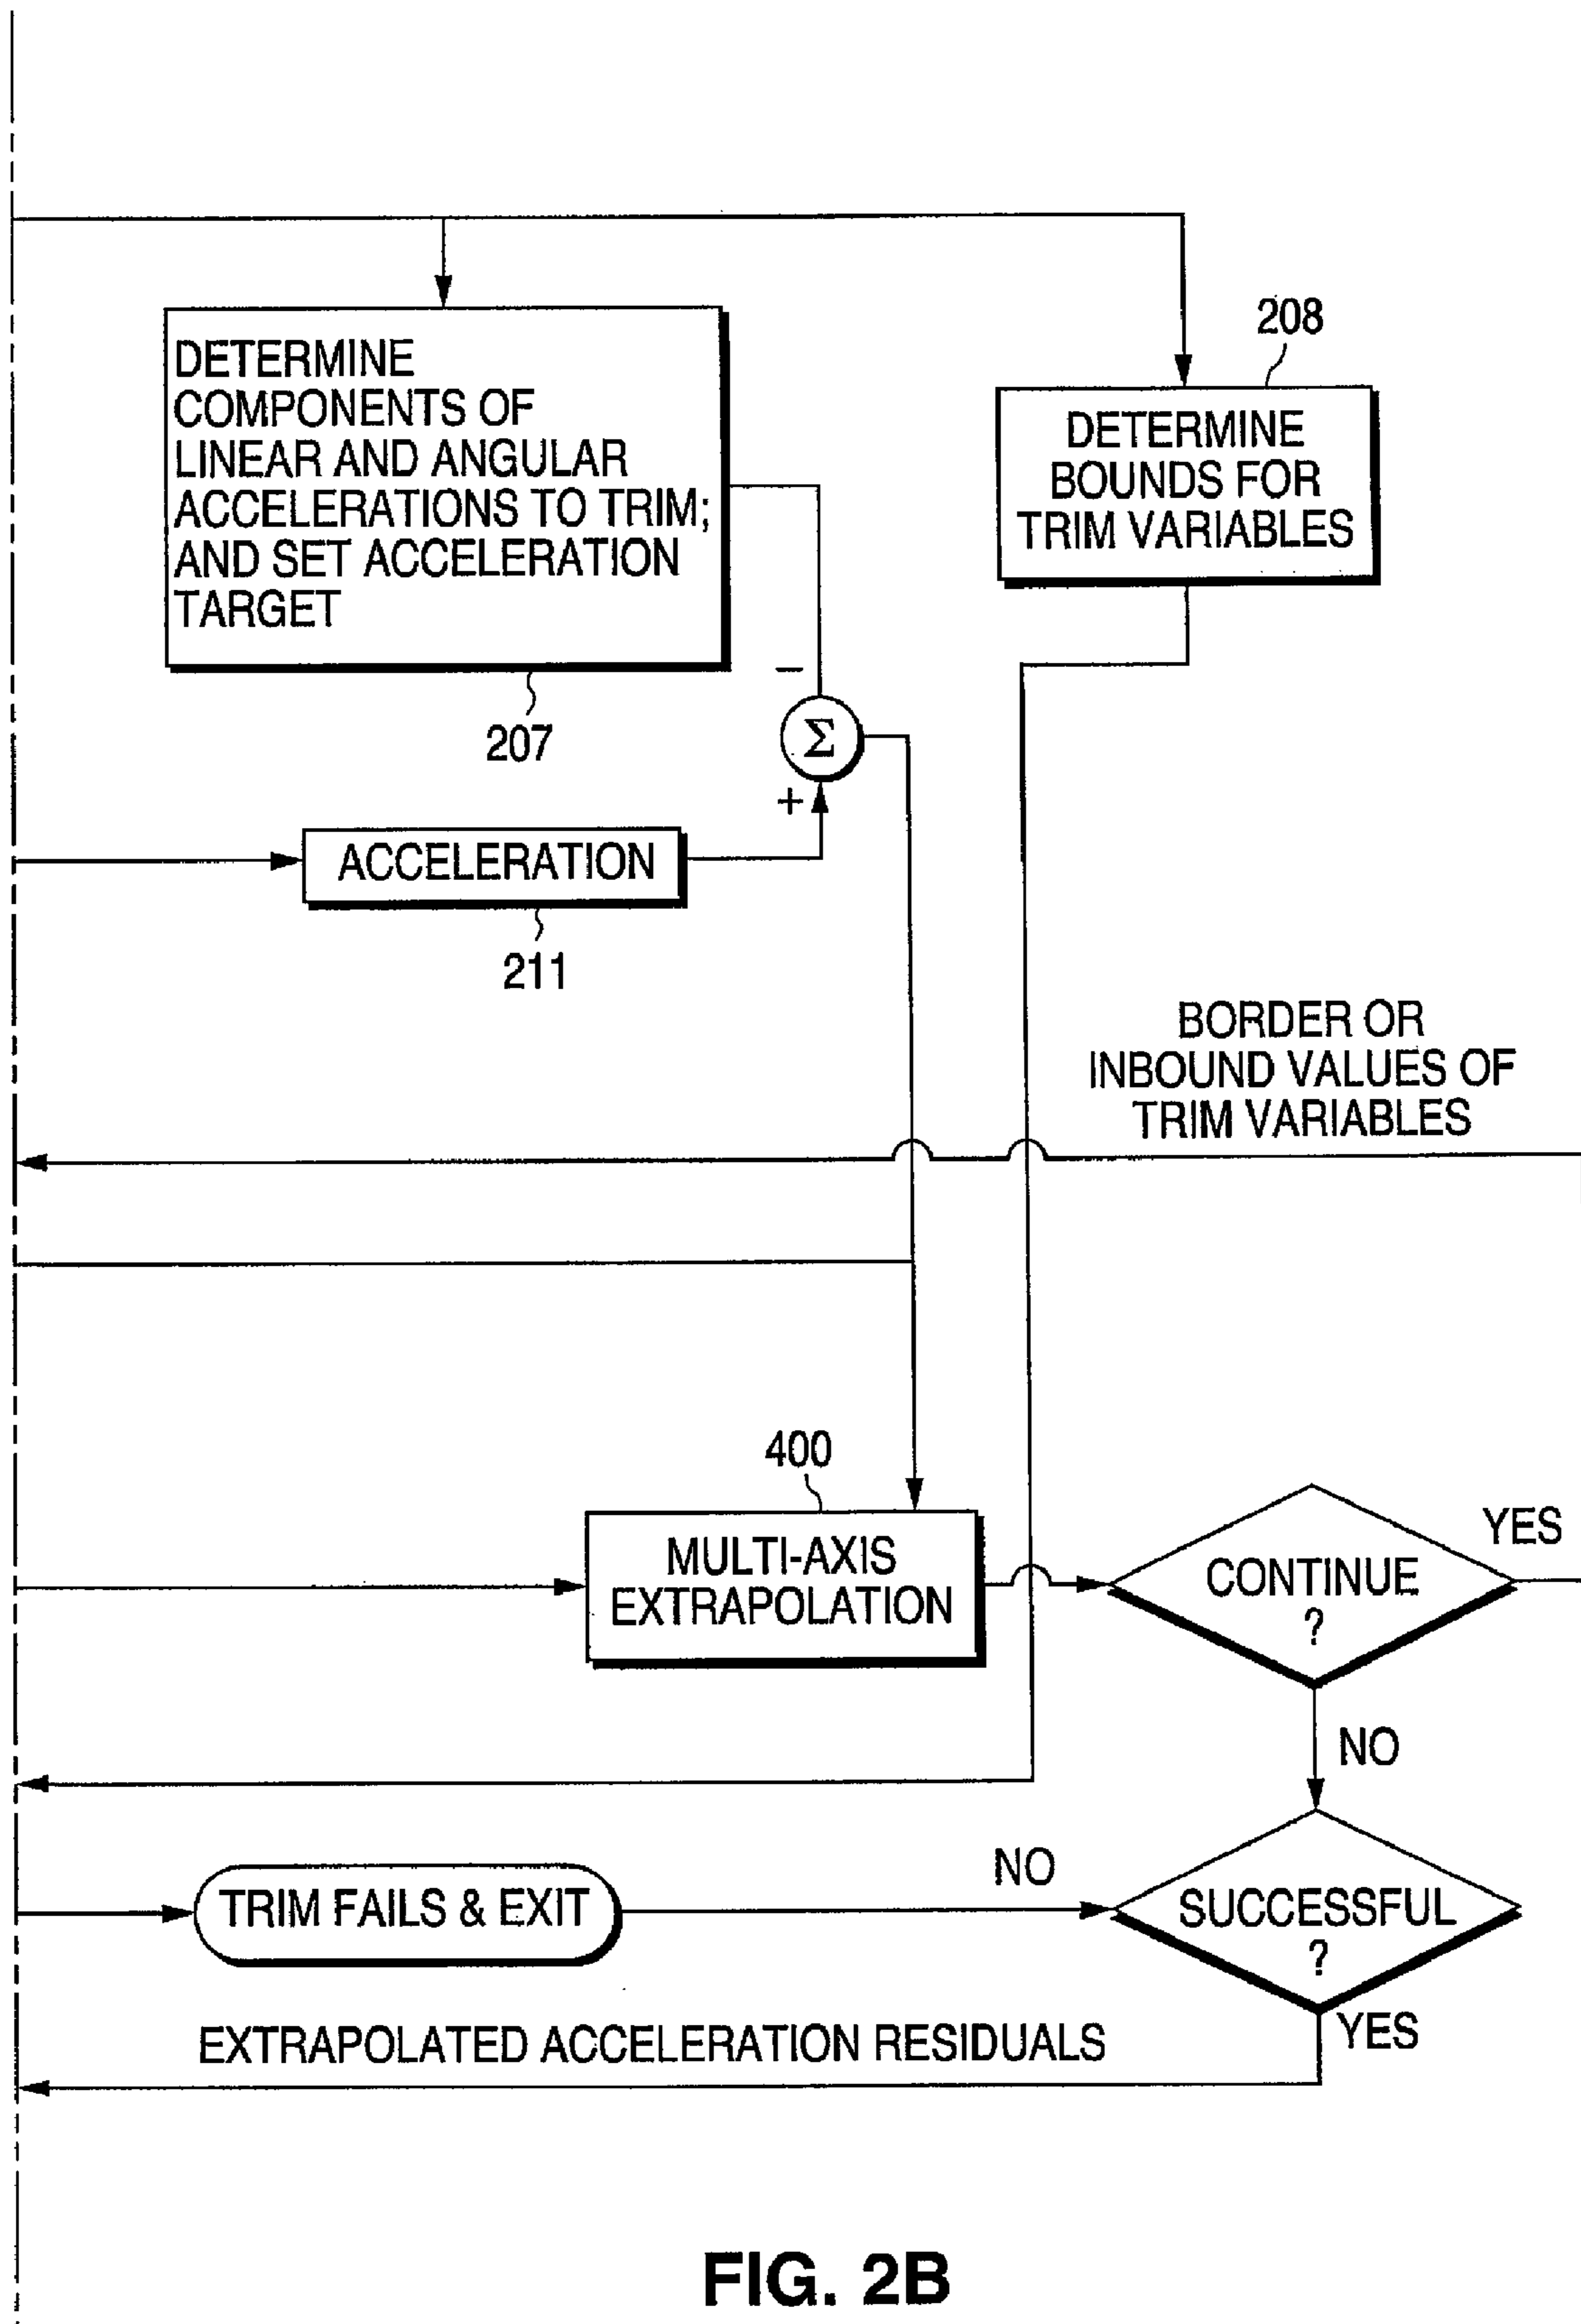 208
DETERMINE
COMPONENTS OF
LINEAR AND ANGULAR
ACCELERATIONS TO TRIM;
AND SET ACCELERATION
TARGET
DETERMINE
BOUNDS FOR
TRIM VARIABLES
−
207
Σ
+
ACCELERATION
211
BORDER OR
INBOUND VALUES OF
TRIM VARIABLES
400
MULTI-AXIS
EXTRAPOLATION
CONTINUE
?
YES
NO
TRIM FAILS & EXIT
NO
SUCCESSFUL
?
YES
EXTRAPOLATED ACCELERATION RESIDUALS
FIG. 2B